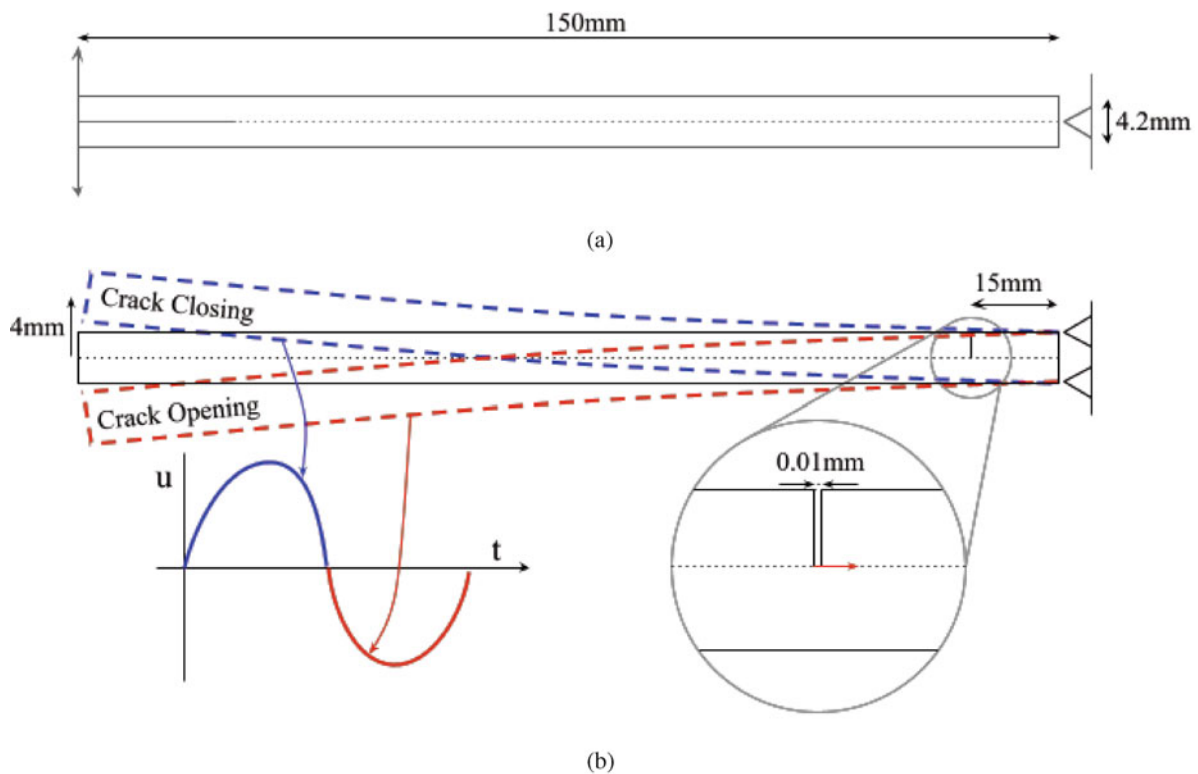 150mm
4.2mm
(a)
Crack Closing
15mm
4mm
Crack Opening
0.01mm
u
t
(b)